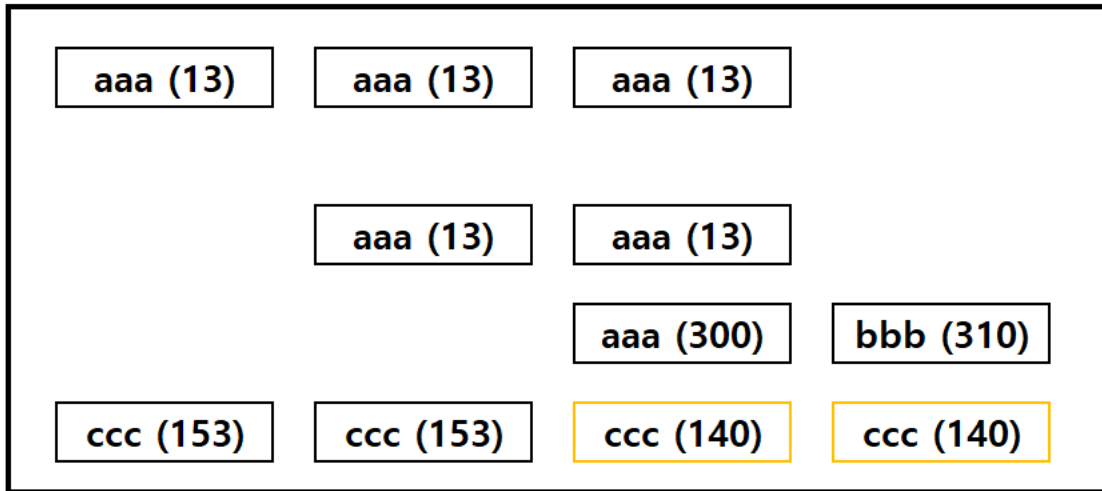 aaa (13) aaa (13) aaa (13)
aaa (13) aaa (13)
aaa (300) bbb (310)
ccc (153) ccc (153) ccc (140) ccc (140)